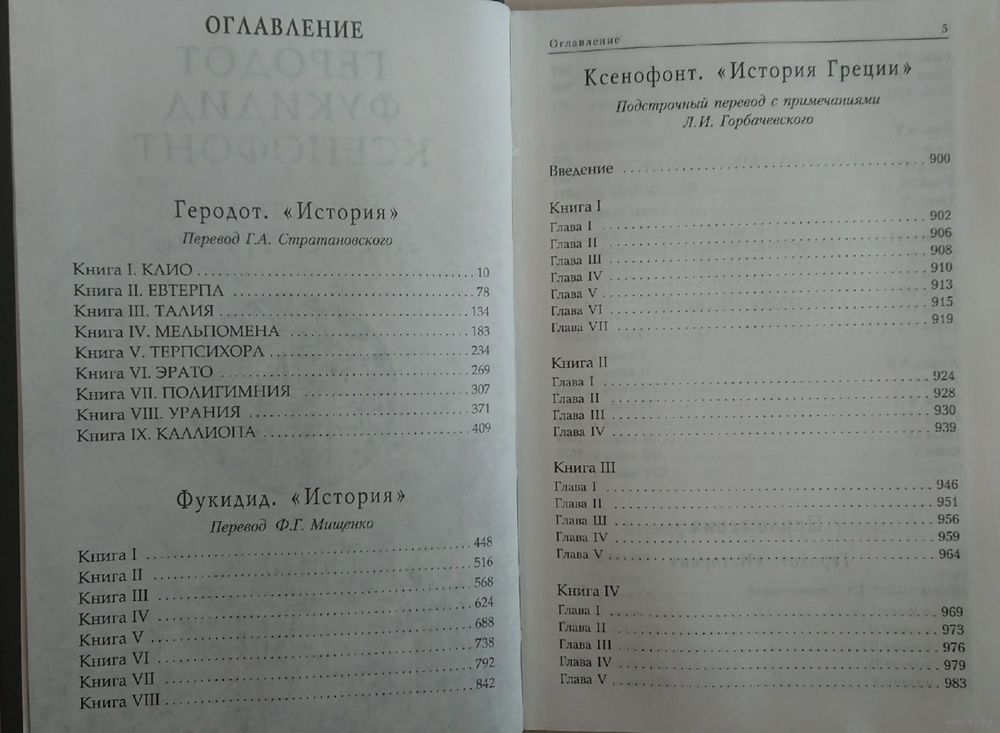 ОГЛАВЛЕНИЕ
Геродот. «История»
Перевод Г.А. Стратановского
Книга I. КЛИО 10
Книга II. ЕВТЕРПА 78
Книга III. ТАЛИЯ 134
Книга IV. МЕЛЬПОМЕНА 183
Книга V. ТЕРПСИХОРА 234
Книга VI. ЭРАТО 269
Книга VII. ПОЛИГИМНИЯ 307
Книга VIII. УРАНИЯ 371
Книга IX. КАЛЛИОПА 409
Фукидид. «История»
Перевод Ф.Г. Мищенко
Книга I 448
Книга II 516
Книга III 568
Книга IV 624
Книга V 688
Книга VI 738
Книга VII 792
Книга VIII 842
Оглавление 5
Ксенофонт. «История Греции»
Подстрочный перевод с примечаниями
Л.И. Горбачевского
Введение 900
Книга I
Глава I 902
Глава II 906
Глава III 908
Глава IV 910
Глава V 913
Глава VI 915
Глава VII 919
Книга II
Глава I 924
Глава II 928
Глава III 930
Глава IV 939
Книга III
Глава I 946
Глава II 951
Глава III 956
Глава IV 959
Глава V 964
Книга IV
Глава I 969
Глава II 973
Глава III 976
Глава IV 979
Глава V 983